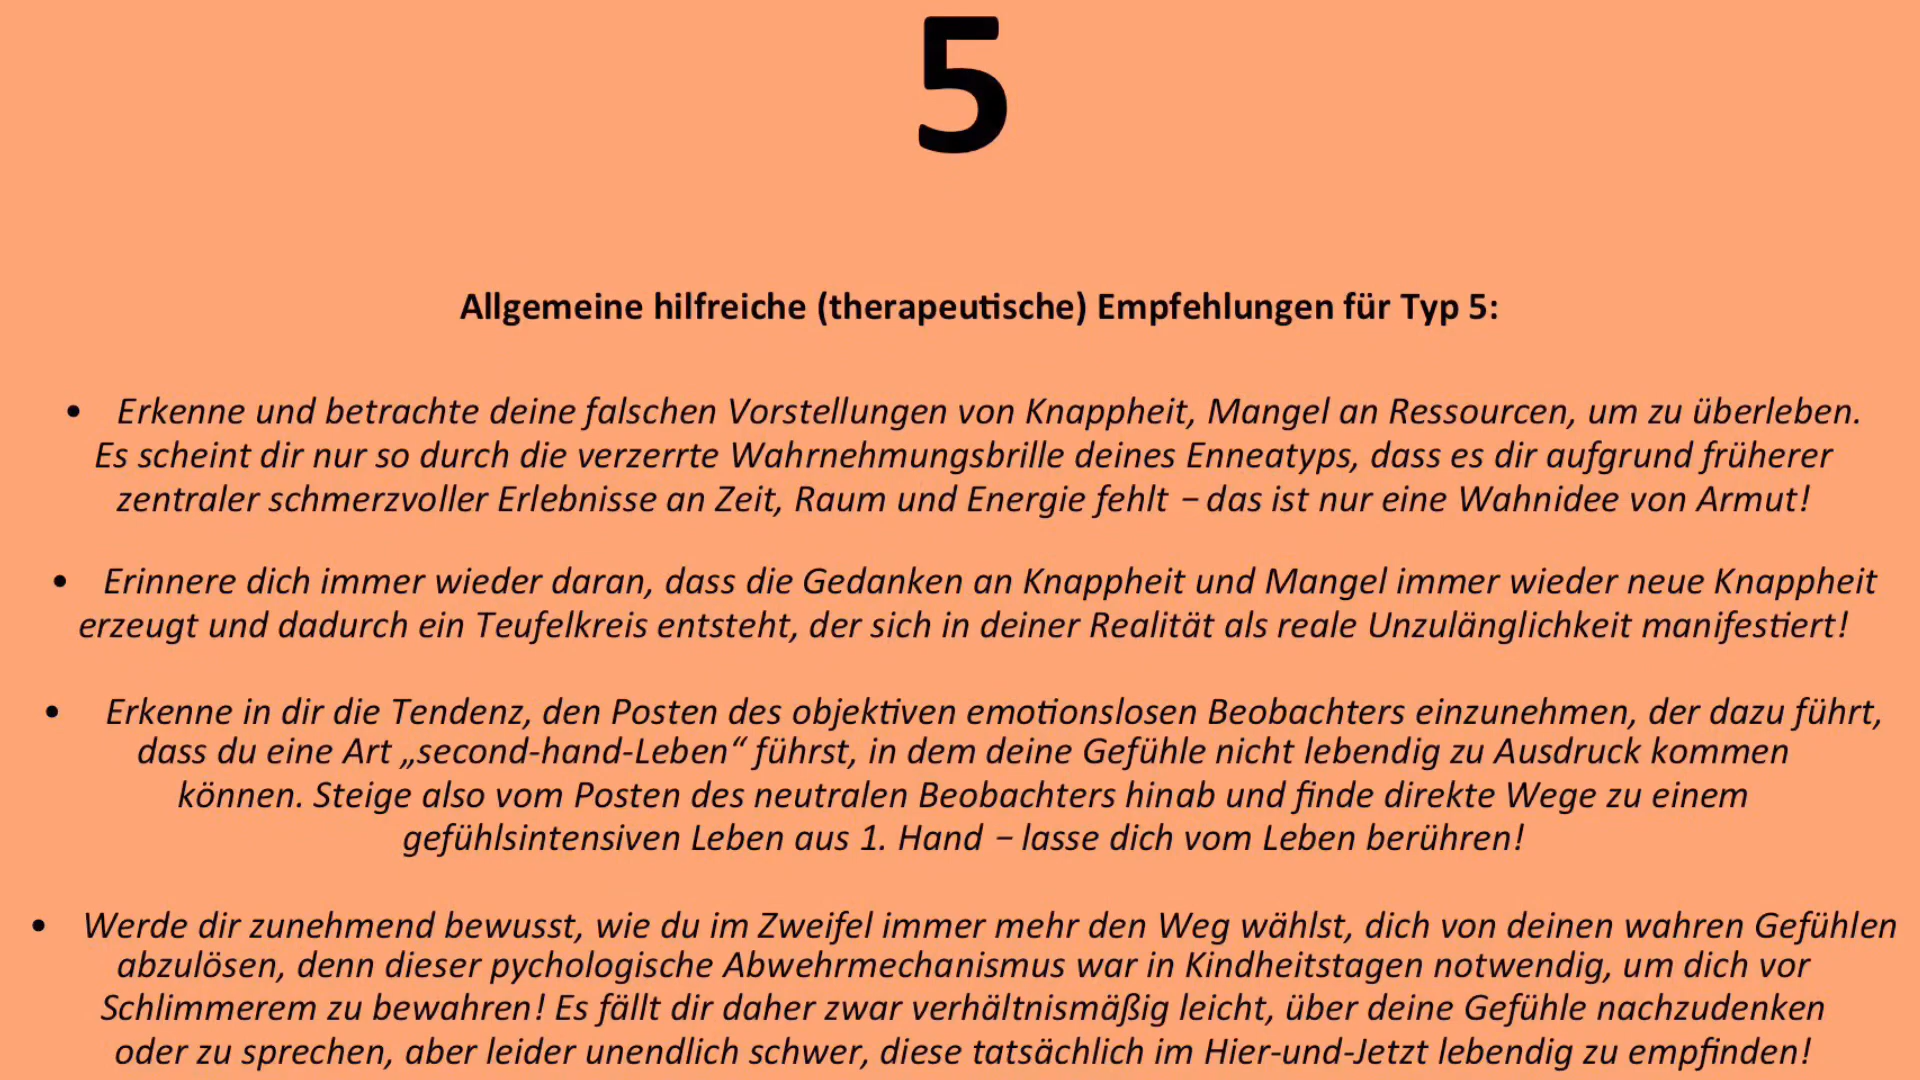 5
Allgemeine hilfreiche (therapeutische) Empfehlungen für Typ 5:
• Erkenne und betrachte deine falschen Vorstellungen von Knappheit, Mangel an Ressourcen, um zu überleben.
Es scheint dir nur so durch die verzerrte Wahrnehmungsbrille deines Enneatyps, dass es dir aufgrund früherer
zentraler schmerzvoller Erlebnisse an Zeit, Raum und Energie fehlt – das ist nur eine Wahnidee von Armut!
• Erinnere dich immer wieder daran, dass die Gedanken an Knappheit und Mangel immer wieder neue Knappheit
erzeugt und dadurch ein Teufelkreis entsteht, der sich in deiner Realität als reale Unzulänglichkeit manifestiert!
• Erkenne in dir die Tendenz, den Posten des objektiven emotionslosen Beobachters einzunehmen, der dazu führt,
dass du eine Art „second-hand-Leben“ führst, in dem deine Gefühle nicht lebendig zu Ausdruck kommen
können. Steige also vom Posten des neutralen Beobachters hinab und finde direkte Wege zu einem
gefühlsintensiven Leben aus 1. Hand – lasse dich vom Leben berühren!
• Werde dir zunehmend bewusst, wie du im Zweifel immer mehr den Weg wählst, dich von deinen wahren Gefühlen
abzulösen, denn dieser pychologische Abwehrmechanismus war in Kindheitstagen notwendig, um dich vor
Schlimmerem zu bewahren! Es fällt dir daher zwar verhältnismäßig leicht, über deine Gefühle nachzudenken
oder zu sprechen, aber leider unendlich schwer, diese tatsächlich im Hier-und-Jetzt lebendig zu empfinden!